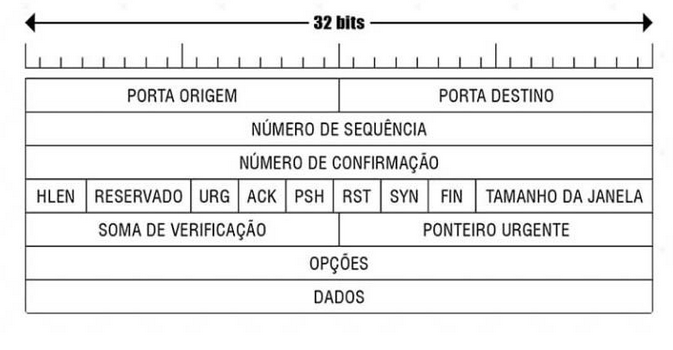 32 bits
PORTA ORIGEM PORTA DESTINO
NÚMERO DE SEQUÊNCIA
NÚMERO DE CONFIRMAÇÃO
HLEN RESERVADO URG ACK PSH RST SYN FIN TAMANHO DA JANELA
SOMA DE VERIFICAÇÃO PONTEIRO URGENTE
OPÇÕES
DADOS